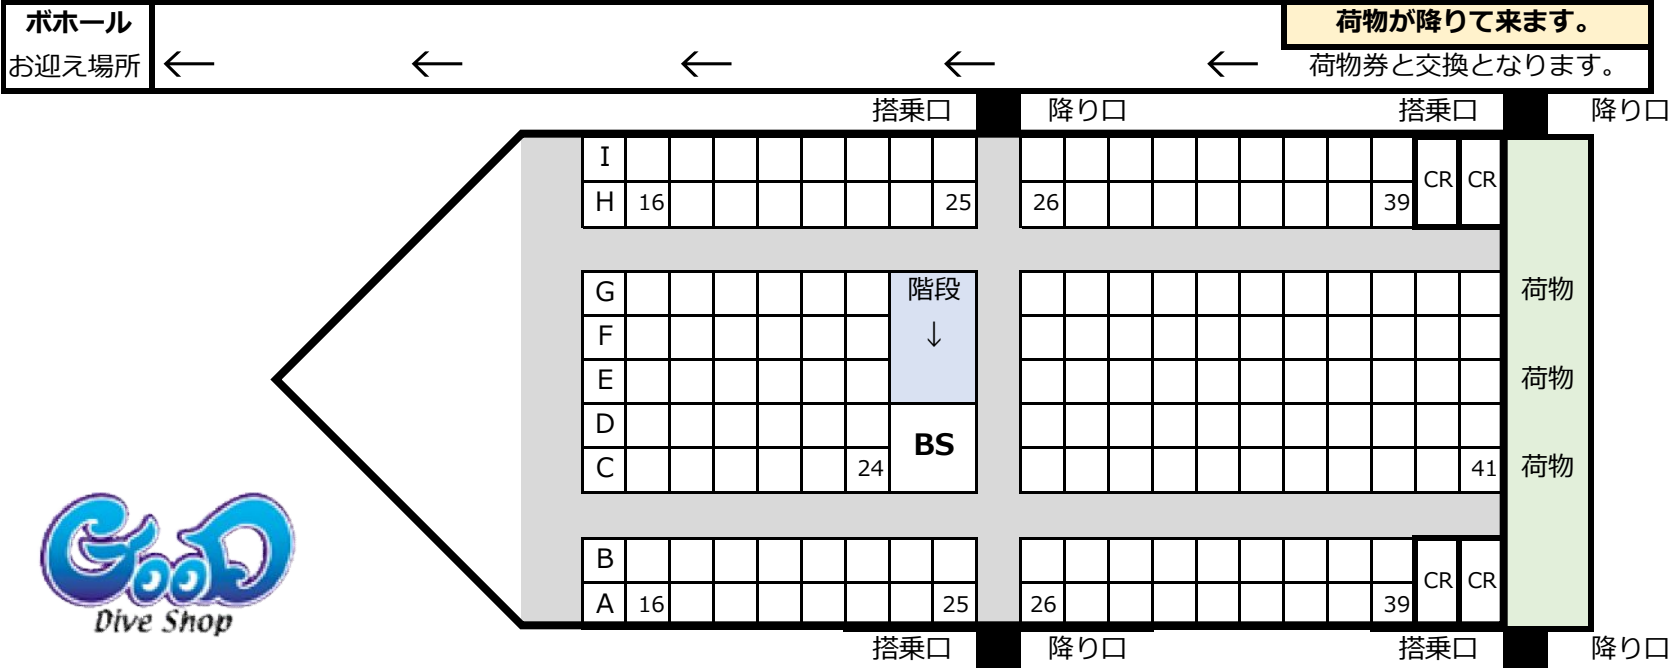 ボホール
お迎え場所
← ← ← ← ←
荷物が降りて来ます。
荷物券と交換となります。
搭乗口 降り口 搭乗口 降り口
I
CR CR
H 16 25 26 39
G 階段 荷物
F ↓
E 荷物
D
BS
C 24 41 荷物
B
CR CR
A 16 25 26 39
搭乗口 降り口 搭乗口 降り口
GooD
Dive Shop